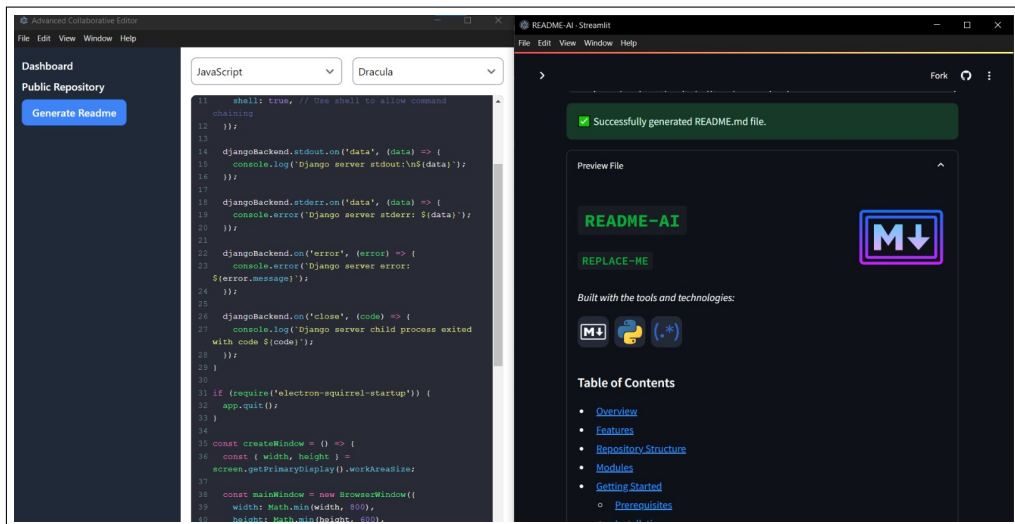 Advanced Collaborative Editor
File Edit View Window Help
Dashboard
Public Repository
Generate Readme
JavaScript
Dracula
11 shell: true, // Use shell to allow command
chaining
12 });
13
14 djangoBackend.stdout.on('data', (data) => {
15 console.log(`Django server stdout:\n${data}`);
16 });
17
18 djangoBackend.stderr.on('data', (data) => {
19 console.error(`Django server stderr: ${data}`);
20 });
21
22 djangoBackend.on('error', (error) => {
23 console.error(`Django server error:
${error.message}`);
24 });
25
26 djangoBackend.on('close', (code) => {
27 console.log(`Django server child process exited
with code ${code}`);
28 });
29 }
30
31 if (require('electron-squirrel-startup')) {
32 app.quit();
33 }
34
35 const createWindow = () => {
36 const { width, height } =
screen.getPrimaryDisplay().workAreaSize;
37
38 const mainWindow = new BrowserWindow({
39 width: Math.min(width, 800),
40 height: Math.min(height, 600),
README-AI - Streamlit
File Edit View Window Help
Fork
Successfully generated README.md file.
Preview File
README-AI
M
REPLACE-ME
Built with the tools and technologies:
M
(.*)
Table of Contents
Overview
Features
Repository Structure
Modules
Getting Started
Prerequisites